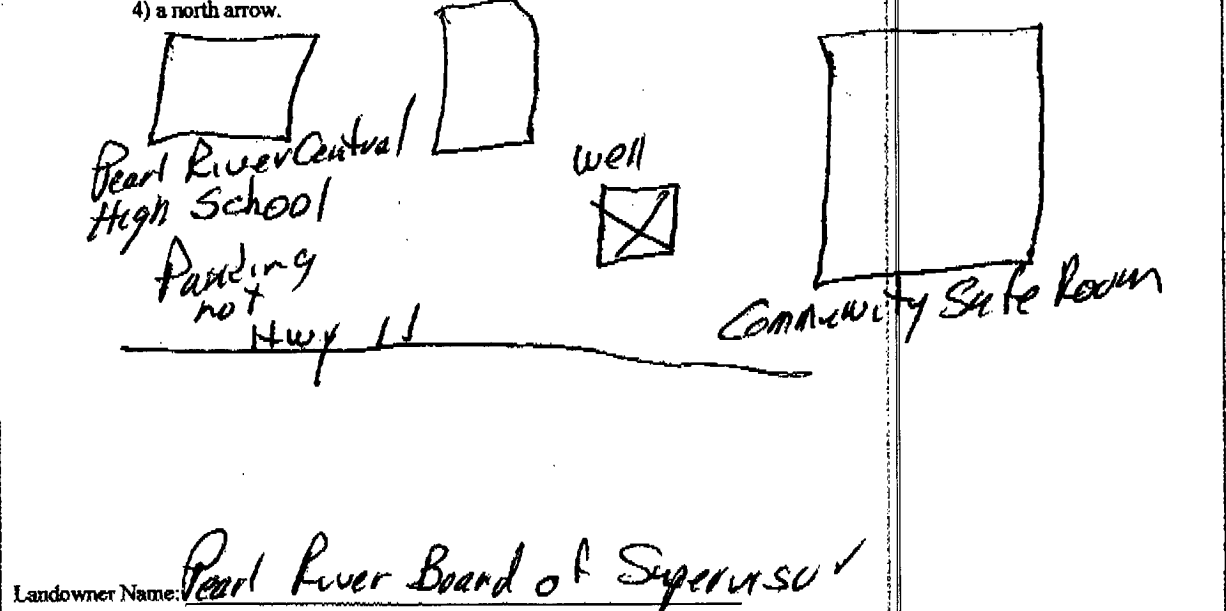 4) a north arrow.
Pearl River Central
High School
well
not
Hwy 11
Community Safe Room
Landowner Name: Pearl River Board of Supervisor